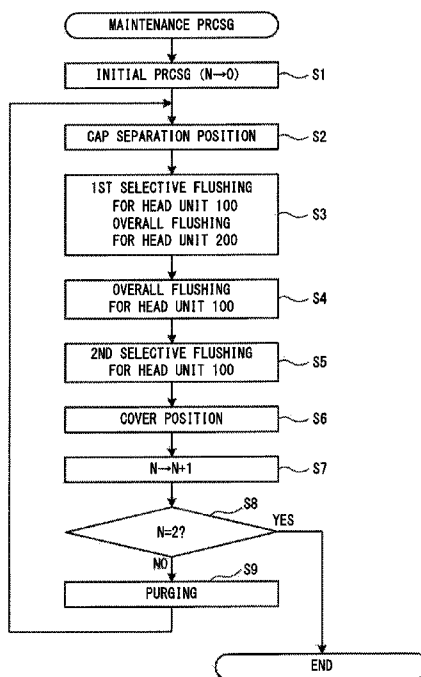 MAINTENANCE PRCSG
INITIAL PRCSG (N→0)
S1
CAP SEPARATION POSITION
S2
1ST SELECTIVE FLUSHING
FOR HEAD UNIT 100
OVERALL FLUSHING
FOR HEAD UNIT 200
S3
OVERALL FLUSHING
FOR HEAD UNIT 100
S4
2ND SELECTIVE FLUSHING
FOR HEAD UNIT 100
S5
COVER POSITION
S6
N→N+1
S7
S8
N=2?
YES
NO
S9
PURGING
END